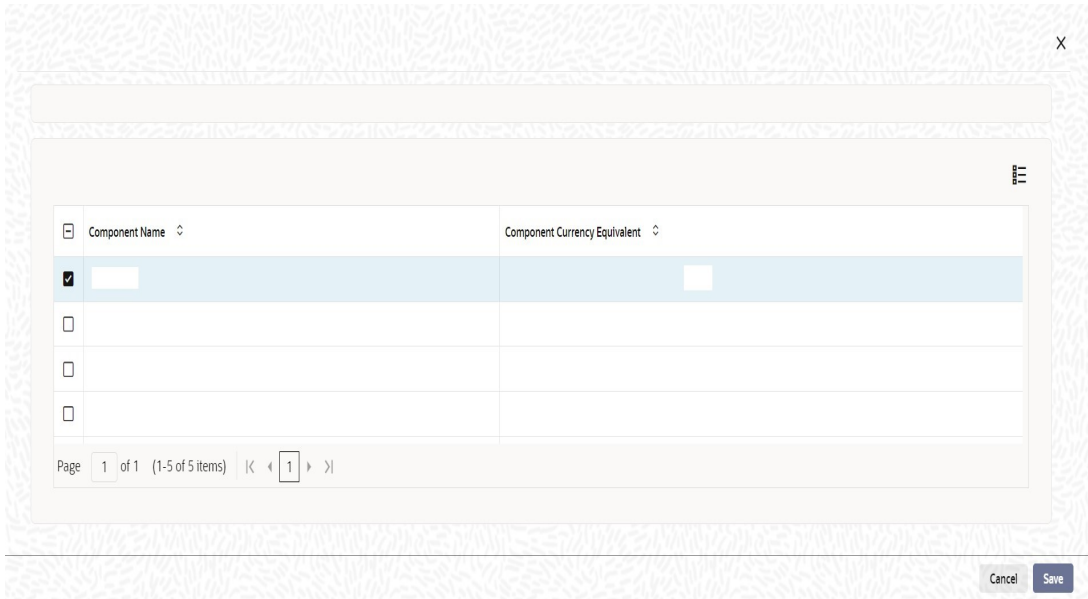 X
Component Name Component Currency Equivalent
Page 1 of 1 (1-5 of 5 items) 1
Cancel Save